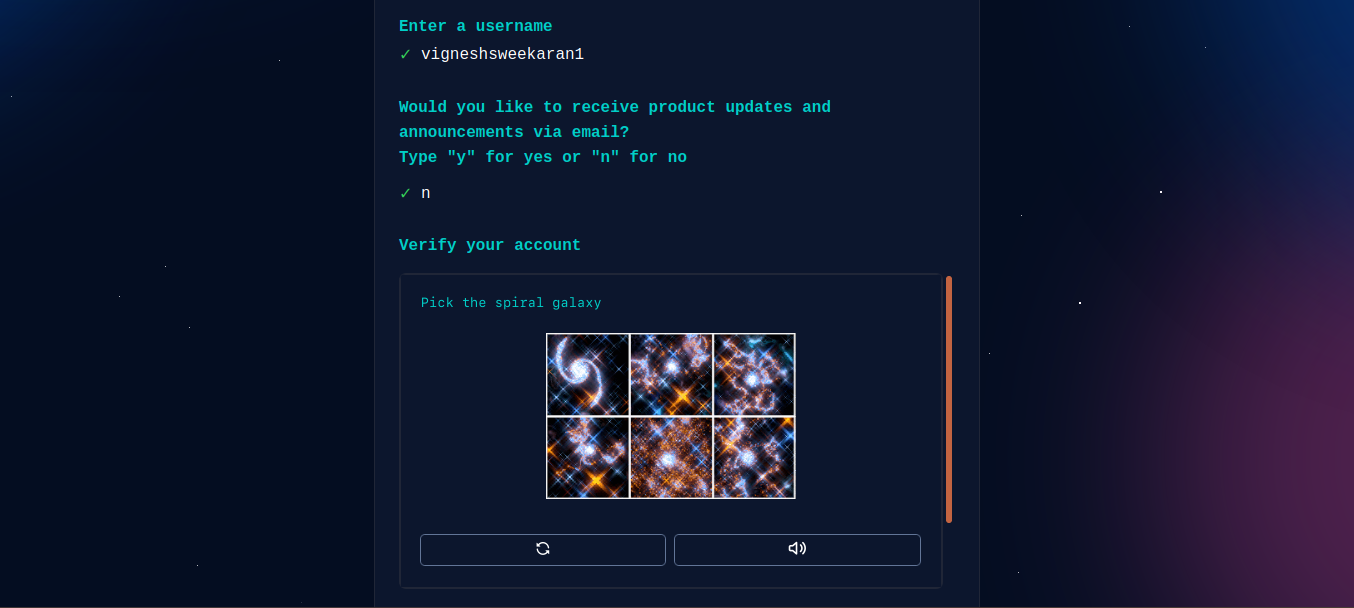 Enter a username
✓ vigneshsweekaran1
Would you like to receive product updates and
announcements via email?
Type "y" for yes or "n" for no
✓ n
Verify your account
Pick the spiral galaxy